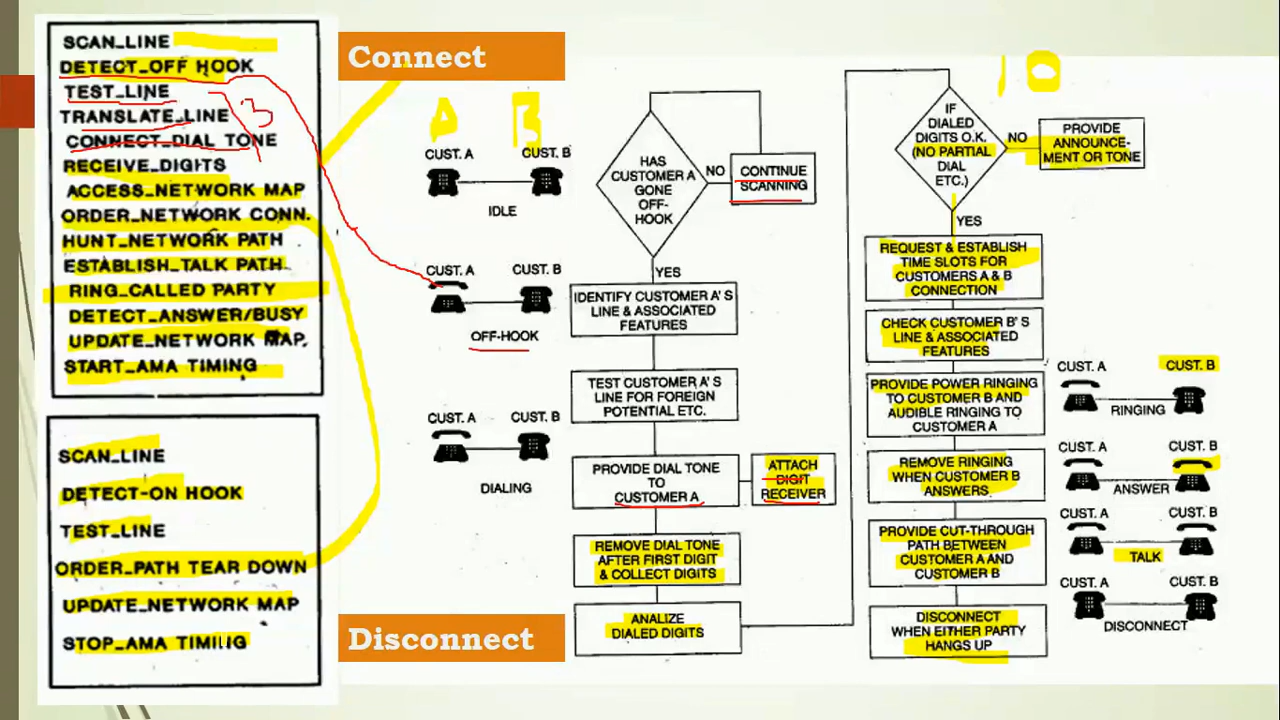 SCAN_LINE
DETECT_OFF HOOK
TEST_LINE
TRANSLATE_LINE
CONNECT_DIAL TONE
RECEIVE_DIGITS
ACCESS_NETWORK MAP
ORDER_NETWORK CONN.
HUNT_NETWORK PATH
ESTABLISH_TALK PATH
RING_CALLED PARTY
DETECT_ANSWER/BUSY
UPDATE_NETWORK MAP.
START_AMA TIMING
SCAN_LINE
DETECT-ON HOOK
TEST_LINE
ORDER_PATH TEAR DOWN
UPDATE_NETWORK MAP
STOP_AMA TIMING
3
Connect
Disconnect
A B
CUST. A CUST. B
IDLE
CUST. A CUST. B
OFF-HOOK
CUST. A CUST. B
DIALING
HAS
CUSTOMER A
GONE
OFF-
HOOK
NO
CONTINUE
SCANNING
YES
IDENTIFY CUSTOMER A'S
LINE & ASSOCIATED
FEATURES
TEST CUSTOMER A'S
LINE FOR FOREIGN
POTENTIAL ETC.
PROVIDE DIAL TONE
TO
CUSTOMER A
ATTACH
DIGIT
RECEIVER
REMOVE DIAL TONE
AFTER FIRST DIGIT
& COLLECT DIGITS
ANALIZE
DIALED DIGITS
10
IF
DIALED
DIGITS O.K.
(NO PARTIAL
DIAL
ETC.)
NO
PROVIDE
ANNOUNCE-
MENT OR TONE
YES
REQUEST & ESTABLISH
TIME SLOTS FOR
CUSTOMERS A & B
CONNECTION
CHECK CUSTOMER B'S
LINE & ASSOCIATED
FEATURES
PROVIDE POWER RINGING
TO CUSTOMER B AND
AUDIBLE RINGING TO
CUSTOMER A
REMOVE RINGING
WHEN CUSTOMER B
ANSWERS
PROVIDE CUT-THROUGH
PATH BETWEEN
CUSTOMER A AND
CUSTOMER B
DISCONNECT
WHEN EITHER PARTY
HANGS UP
CUST. A CUST. B
RINGING
CUST. A CUST. B
ANSWER
CUST. A CUST. B
TALK
CUST. A CUST. B
DISCONNECT